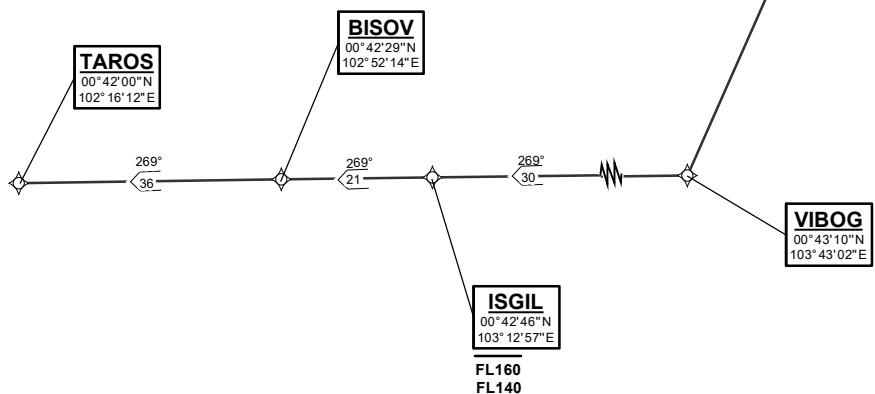 BISOV
00°42'29"N
102°52'14"E
TAROS
00°42'00"N
102°16'12"E
269°
36
269°
21
269°
30
VIBOG
00°43'10"N
103°43'02"E
ISGIL
00°42'46"N
103°12'57"E
FL160
FL140